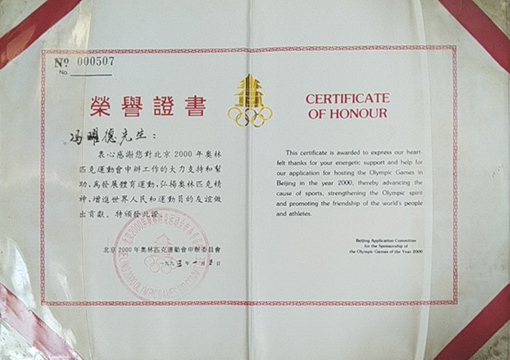 Nº 000507
No.
榮譽證書
冯耀德先生：
衷心感謝您對北京2000年奧林
匹克運動會申辦工作的大力支持和幫
助，為發展體育運動，弘揚奧林匹克精
神，增進世界人民和運動員的友誼做
出貢獻，特頒發此證。
北京2000年奧林匹克運動會申辦委員會
CERTIFICATE
OF HONOUR
This certificate is awarded to express our heart-
felt thanks for your energetic support and help for
our application for hosting the Olympic Games in
Beijing in the year 2000, thereby advancing the
cause of sports, strengthening the Olympic spirit
and promoting the friendship of the world's people
and athletes.
Beijing Application Committee
for the Sponsorship of
the Olympic Games of the Year 2000